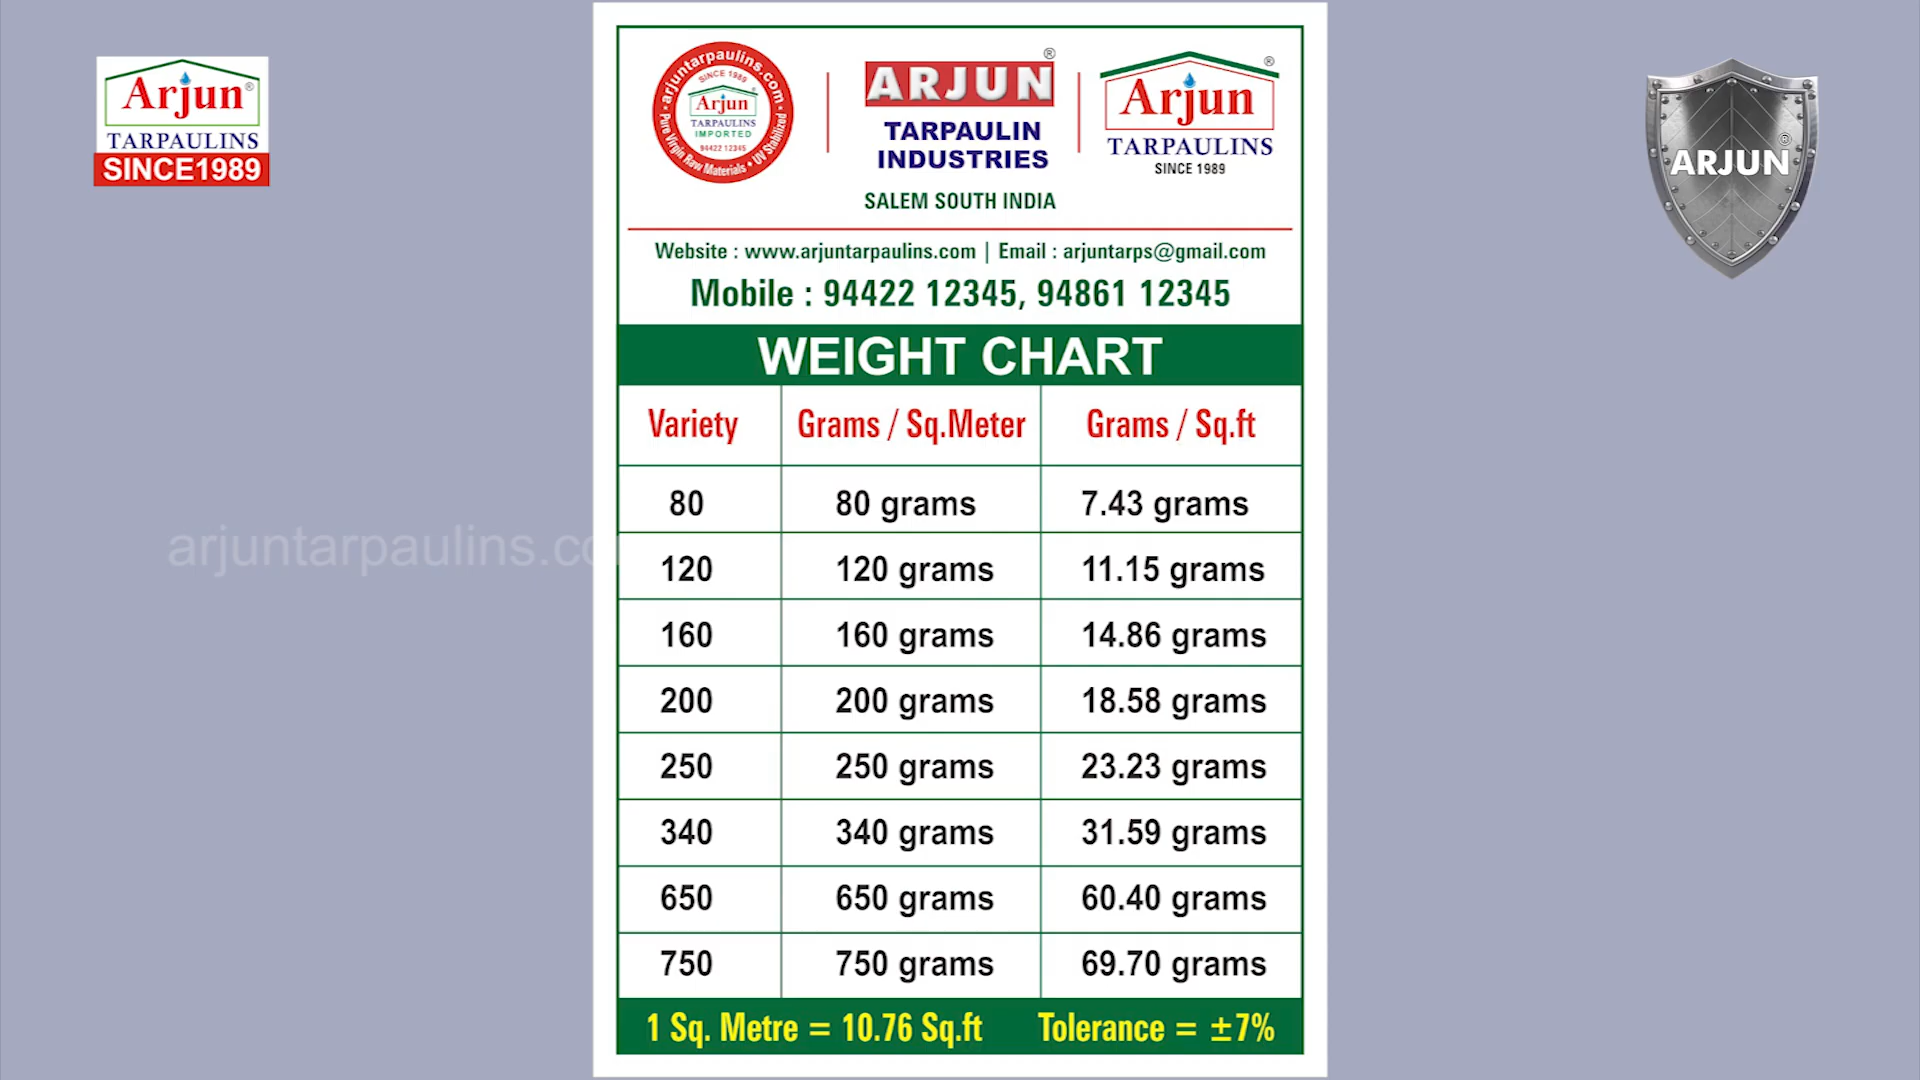 Arjun®
TARPAULINS
SINCE1989
arjuntarpaulins.com
SINCE 1989
Arjun
TARPAULINS
IMPORTED
94422 12345
Pure Virgin Raw Materials • UV Stabilized
ARJUN®
TARPAULIN
INDUSTRIES
SALEM SOUTH INDIA
Arjun®
TARPAULINS
SINCE 1989
ARJUN®
Website : www.arjuntarpaulins.com | Email : arjuntarps@gmail.com
Mobile : 94422 12345, 94861 12345
WEIGHT CHART
Variety Grams / Sq.Meter Grams / Sq.ft
80 80 grams 7.43 grams
arjuntarpaulins.co
120 120 grams 11.15 grams
160 160 grams 14.86 grams
200 200 grams 18.58 grams
250 250 grams 23.23 grams
340 340 grams 31.59 grams
650 650 grams 60.40 grams
750 750 grams 69.70 grams
1 Sq. Metre = 10.76 Sq.ft Tolerance = ±7%